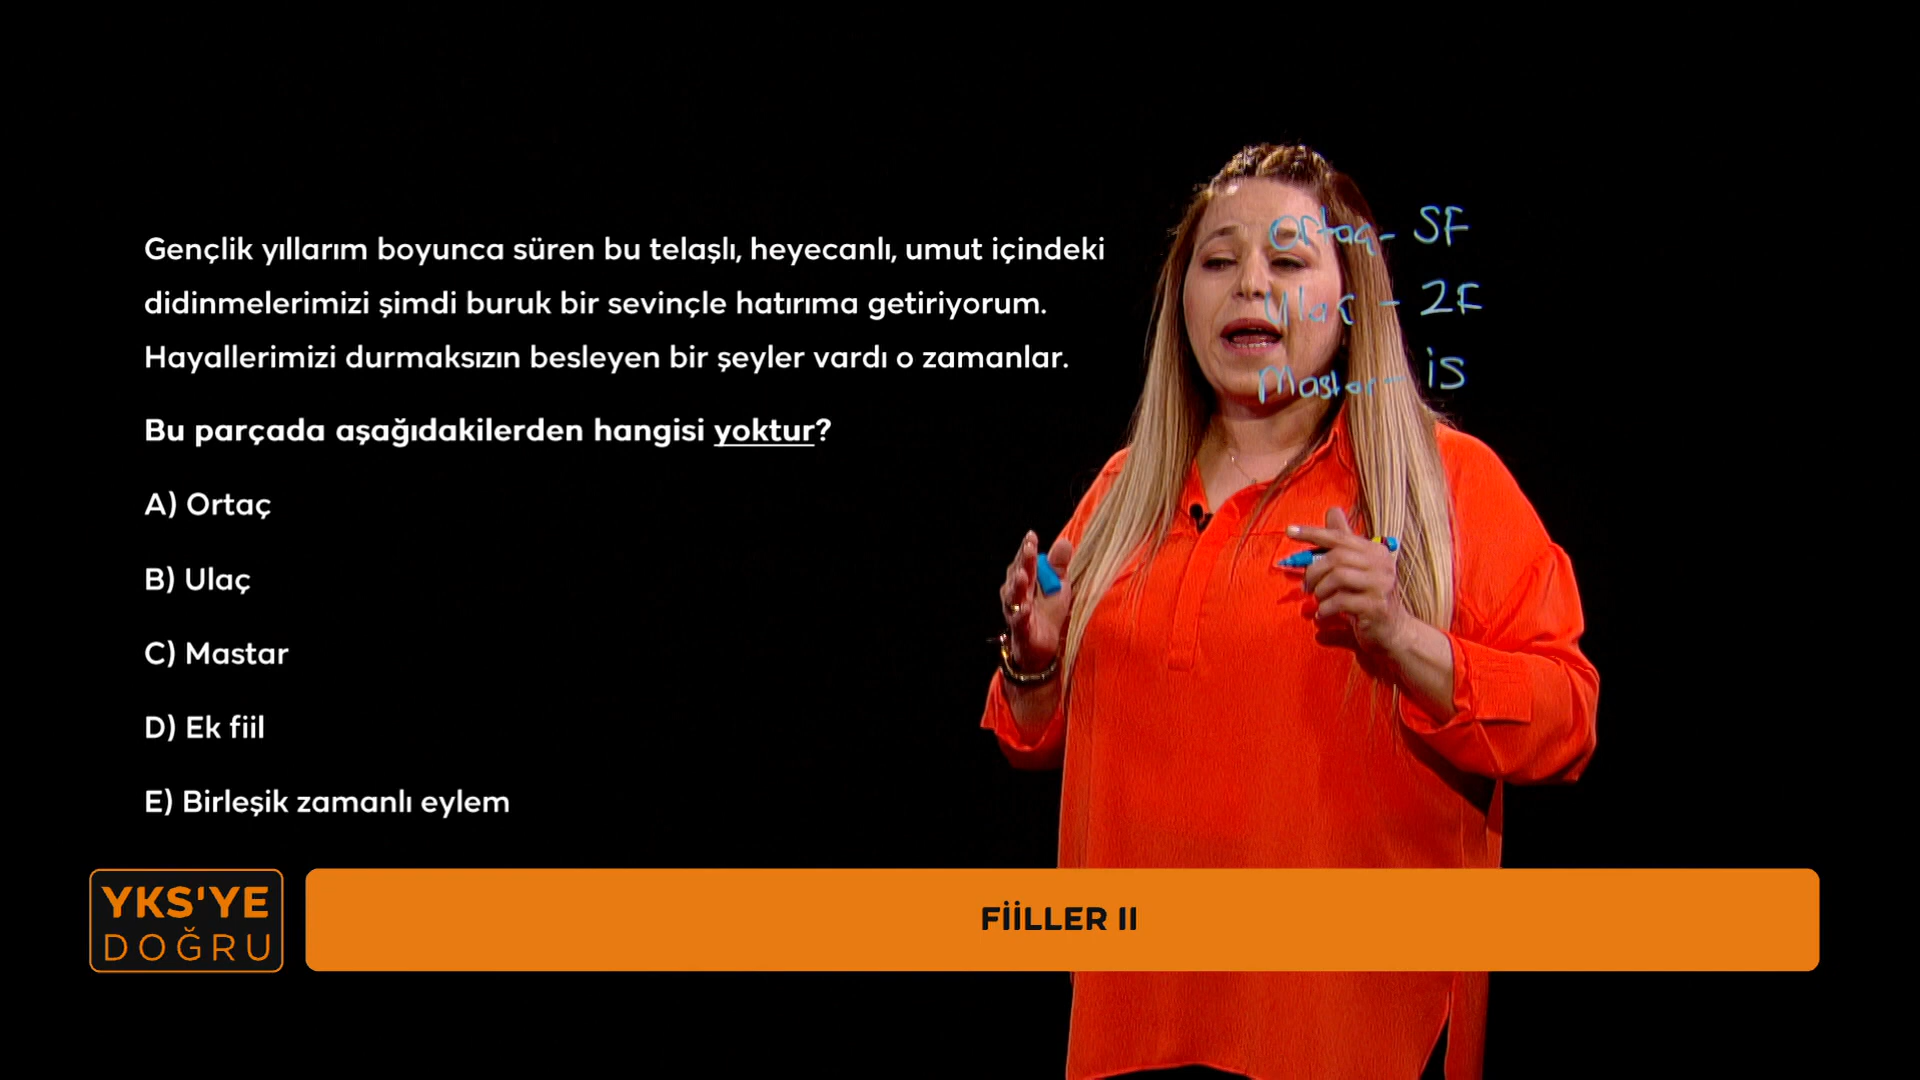 Gençlik yıllarım boyunca süren bu telaşlı, heyecanlı, umut içindeki
didinmelerimizi şimdi buruk bir sevinçle hatırıma getiriyorum.
Hayallerimizi durmaksızın besleyen bir şeyler vardı o zamanlar.
Bu parçada aşağıdakilerden hangisi yoktur?
A) Ortaç
B) Ulaç
C) Mastar
D) Ek fiil
E) Birleşik zamanlı eylem
Ortaç - SF
Ulaç - ZF
Mastar - İS
YKS'YE
DOĞRU
FİİLLER II